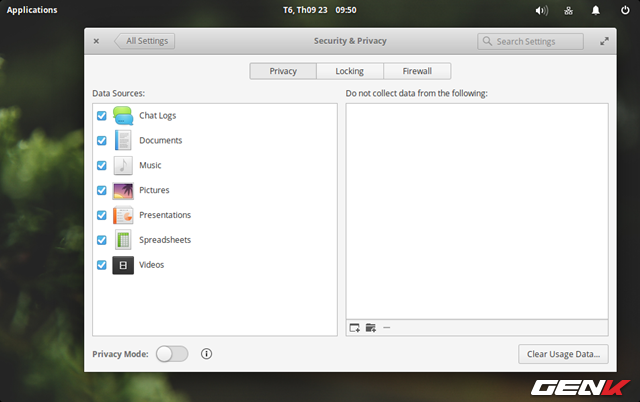 Applications
T6, Th09 23 09:50
All Settings
Security & Privacy
Search Settings
Privacy
Locking
Firewall
Data Sources:
Do not collect data from the following:
Chat Logs
Documents
Music
Pictures
Presentations
Spreadsheets
Videos
Privacy Mode:
Clear Usage Data...
GENK